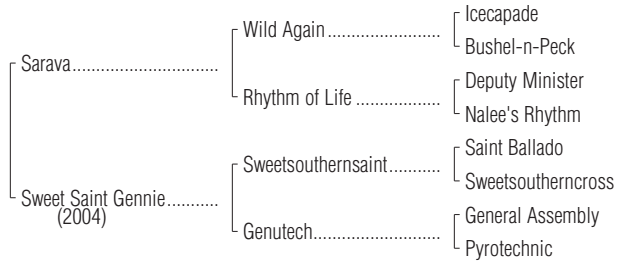 Icecapade
Wild Again
Bushel-n-Peck
Sarava
Deputy Minister
Rhythm of Life
Nalee's Rhythm
Saint Ballado
Sweetsouthernsaint
Sweetsoutherncross
Sweet Saint Gennie
(2004)
General Assembly
Genutech
Pyrotechnic